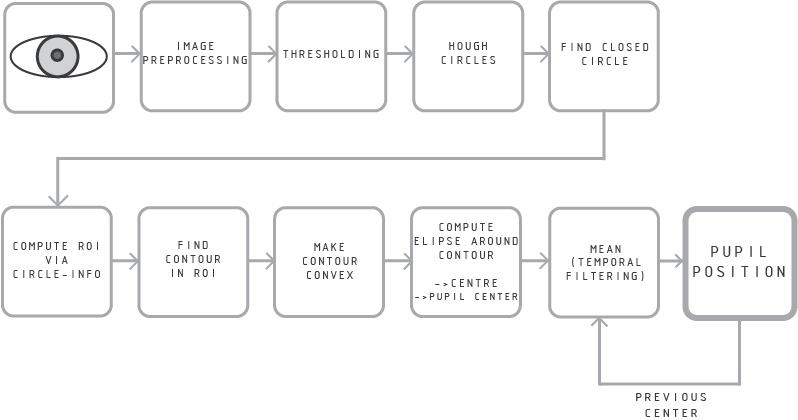 IMAGE
PREPROCESSING
THRESHOLDING
HOUGH
CIRCLES
FIND CLOSED
CIRCLE
COMPUTE ROI
VIA
CIRCLE-INFO
FIND
CONTOUR
IN ROI
MAKE
CONTOUR
CONVEX
COMPUTE
ELIPSE AROUND
CONTOUR
->CENTRE
->PUPIL CENTER
MEAN
(TEMPORAL
FILTERING)
PUPIL
POSITION
PREVIOUS
CENTER